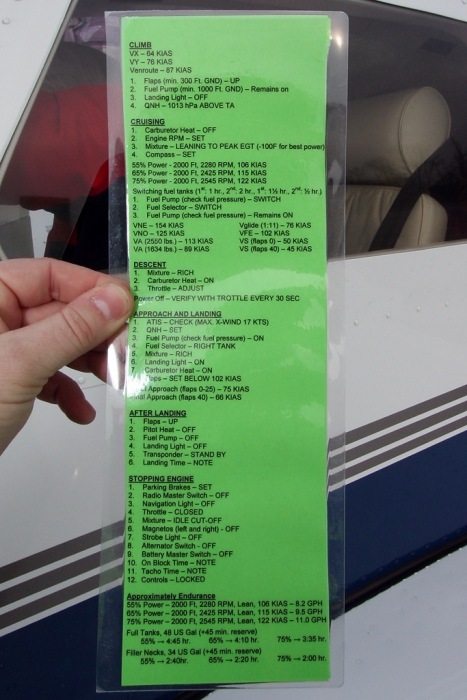 CLIMB
VX – 64 KIAS
VY – 76 KIAS
Venroute – 87 KIAS
1. Flaps (min. 300 Ft. GND) – UP
2. Fuel Pump (min. 1000 Ft. GND) – Remains on
3. Landing Light – OFF
4. QNH – 1013 hPa ABOVE TA
CRUISING
1. Carburetor Heat – OFF
2. Engine RPM – SET
3. Mixture – LEANING TO PEAK EGT (-100F for best power)
4. Compass – SET
55% Power - 2000 Ft, 2280 RPM, 106 KIAS
65% Power - 2000 Ft, 2425 RPM, 115 KIAS
75% Power - 2000 Ft, 2545 RPM, 122 KIAS
Switching fuel tanks (1st: 1 hr., 2nd: 2 hr., 1st: 1½ hr., 2nd: ½ hr.)
1. Fuel Pump (check fuel pressure) – SWITCH
2. Fuel Selector – SWITCH
3. Fuel Pump (check fuel pressure) – Remains ON
VNE – 154 KIAS Vglide (1:11) – 76 KIAS
VNO – 125 KIAS VFE – 102 KIAS
VA (2550 lbs.) – 113 KIAS VS (flaps 0) – 50 KIAS
VA (1634 lbs.) – 89 KIAS VS (flaps 40) – 45 KIAS
DESCENT
1. Mixture – RICH
2. Carburetor Heat – ON
3. Throttle – ADJUST
Power Off – VERIFY WITH TROTTLE EVERY 30 SEC
APPROACH AND LANDING
1. ATIS – CHECK (MAX. X-WIND 17 KTS)
2. QNH – SET
3. Fuel Pump (check fuel pressure) – ON
4. Fuel Selector – RIGHT TANK
5. Mixture – RICH
6. Landing Light – ON
7. Carburetor Heat – ON
– SET BELOW 102 KIAS
Approach (flaps 0-25) – 75 KIAS
Approach (flaps 40) – 66 KIAS
AFTER LANDING
1. Flaps – UP
2. Pitot Heat – OFF
3. Fuel Pump – OFF
4. Landing Light – OFF
5. Transponder – STAND BY
6. Landing Time – NOTE
STOPPING ENGINE
1. Parking Brakes – SET
2. Radio Master Switch – OFF
3. Navigation Light – OFF
4. Throttle – CLOSED
5. Mixture – IDLE CUT-OFF
6. Magnetos (left and right) - OFF
7. Strobe Light – OFF
8. Alternator Switch – OFF
9. Battery Master Switch – OFF
10. On Block Time – NOTE
11. Tacho Time – NOTE
12. Controls – LOCKED
Approximately Endurance
55% Power – 2000 Ft, 2280 RPM, Lean, 106 KIAS – 8.2 GPH
65% Power – 2000 Ft, 2425 RPM, Lean, 115 KIAS – 9.5 GPH
75% Power – 2000 Ft, 2545 RPM, Lean, 122 KIAS – 11.0 GPH
Full Tanks, 48 US Gal (+45 min. reserve)
55% → 4:45 hr. 65% → 4:10 hr. 75% → 3:35 hr.
Filler Necks, 34 US Gal (+45 min. reserve)
55% → 2:40hr. 65% → 2:20 hr. 75% → 2:00 hr.